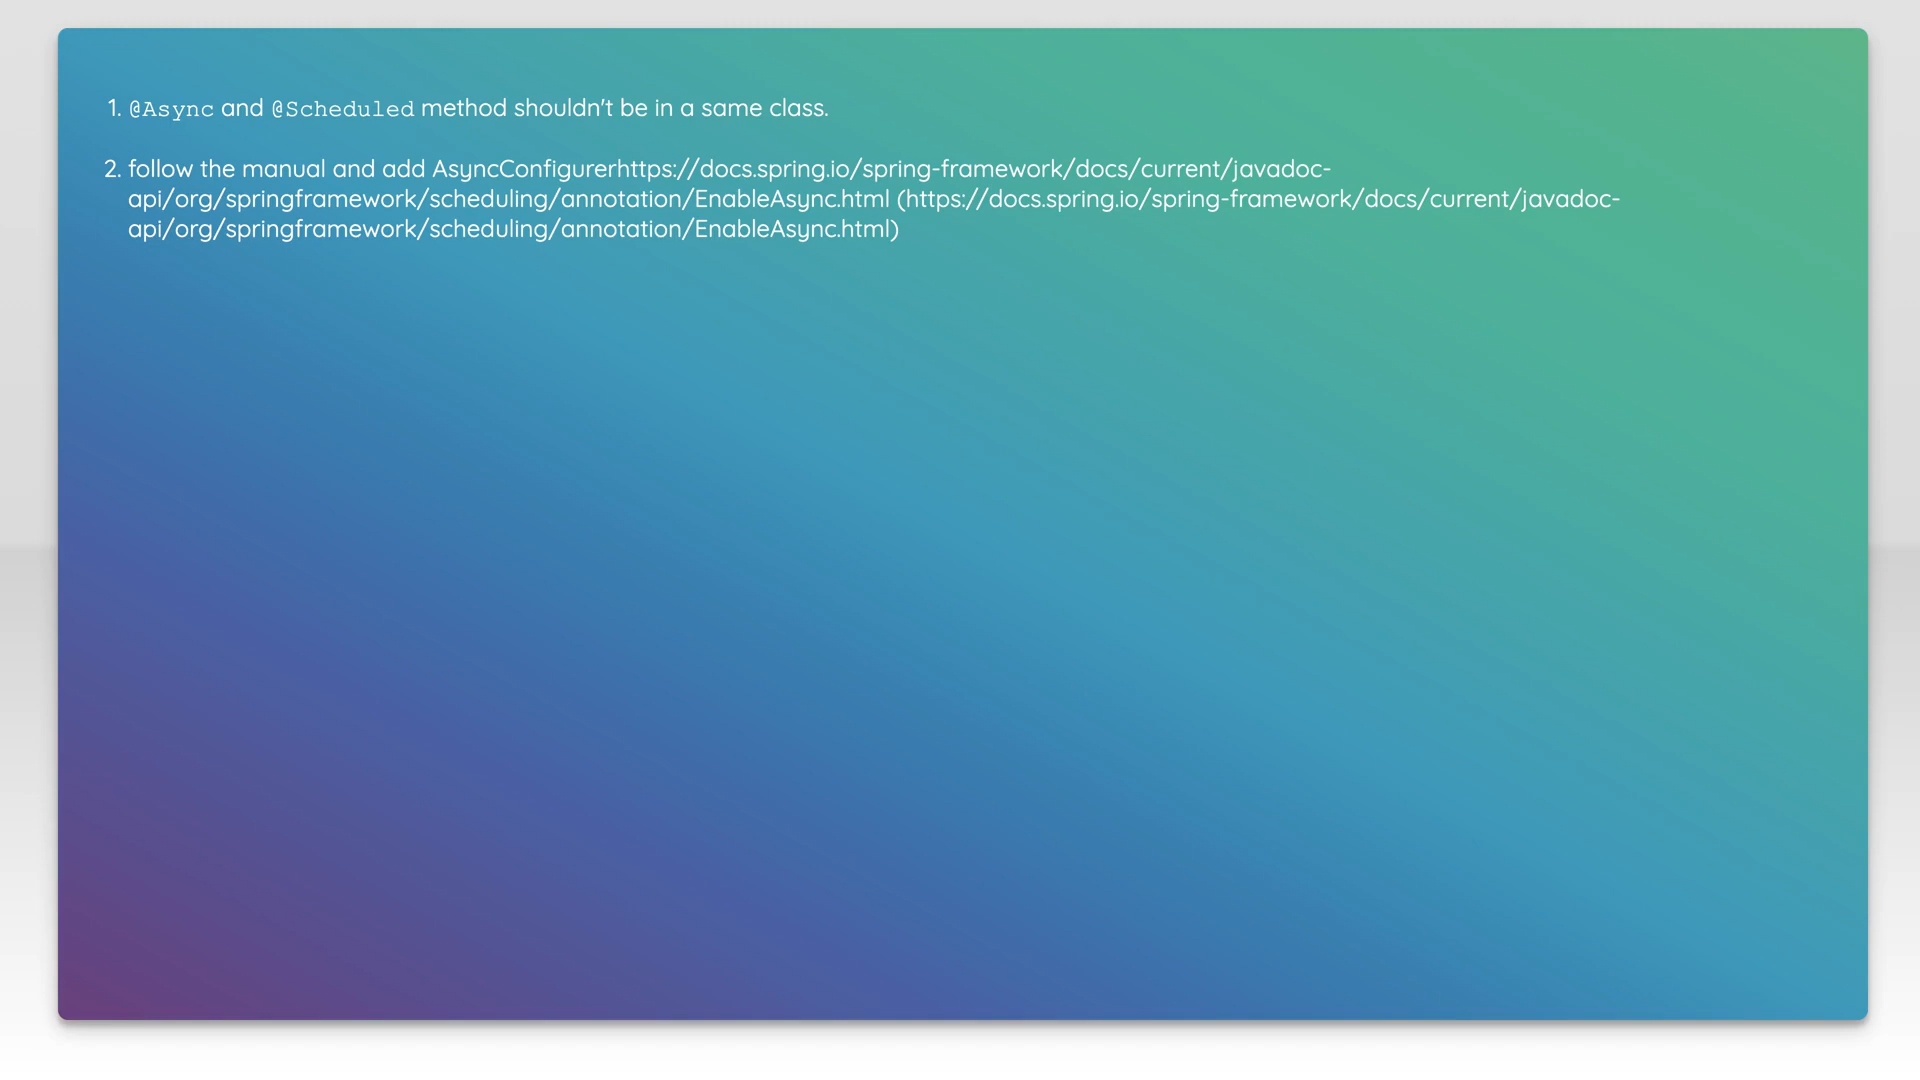 1. @Async and @Scheduled method shouldn't be in a same class.
2. follow the manual and add AsyncConfigurerhttps://docs.spring.io/spring-framework/docs/current/javadoc-
api/org/springframework/scheduling/annotation/EnableAsync.html (https://docs.spring.io/spring-framework/docs/current/javadoc-
api/org/springframework/scheduling/annotation/EnableAsync.html)